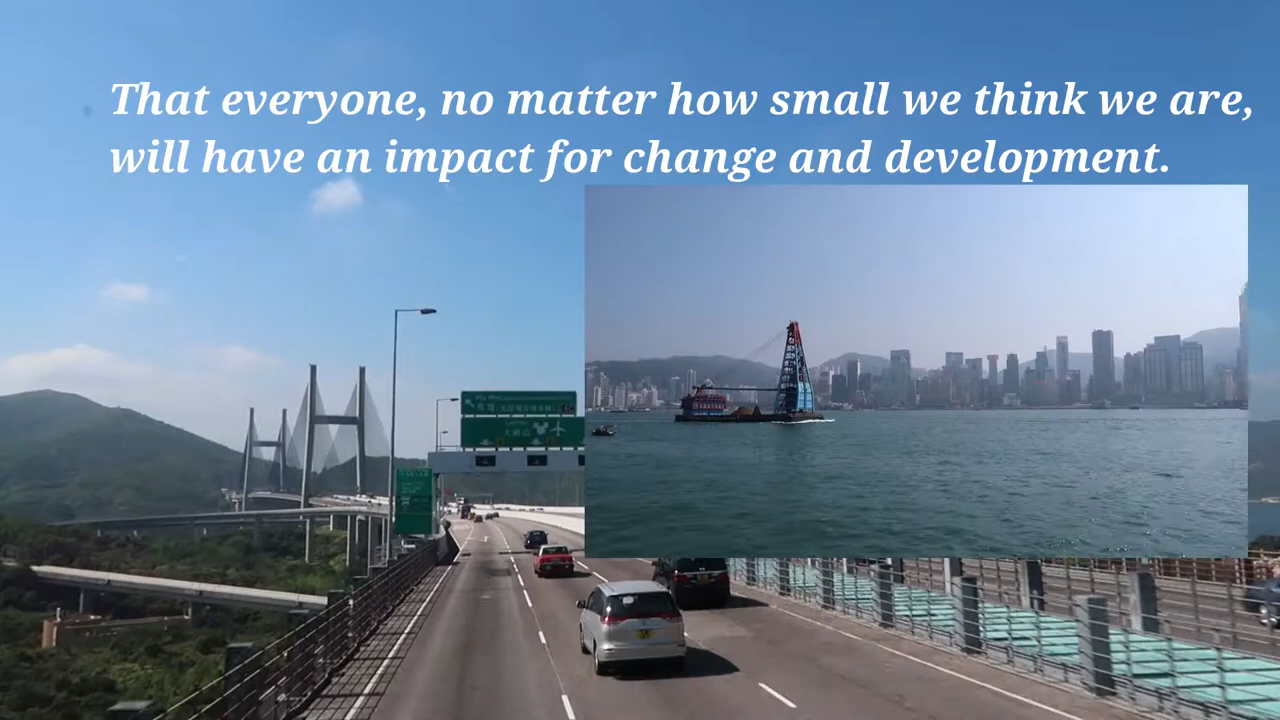 That everyone, no matter how small we think we are,
will have an impact for change and development.